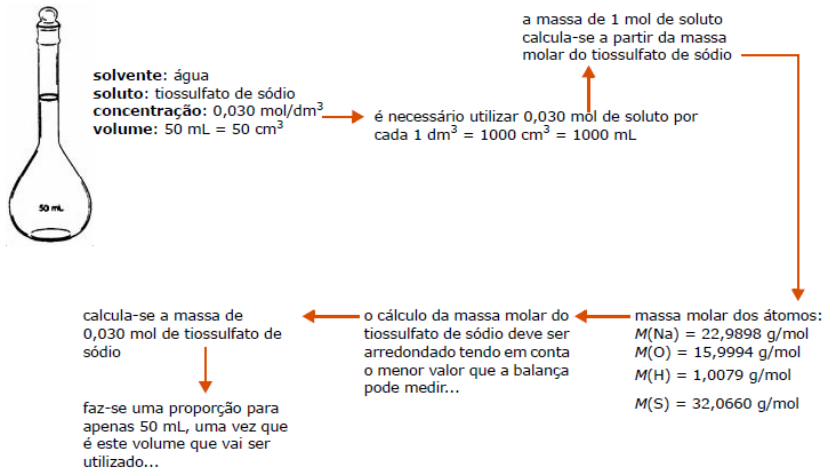 a massa de 1 mol de soluto
calcula-se a partir da massa
molar do tiossulfato de sódio
solvente: água
soluto: tiossulfato de sódio
concentração: 0,030 mol/dm³
volume: 50 mL = 50 cm³
é necessário utilizar 0,030 mol de soluto por
cada 1 dm³ = 1000 cm³ = 1000 mL
50 mL
massa molar dos átomos:
M(Na) = 22,9898 g/mol
M(O) = 15,9994 g/mol
M(H) = 1,0079 g/mol
M(S) = 32,0660 g/mol
o cálculo da massa molar do
tiossulfato de sódio deve ser
arredondado tendo em conta
o menor valor que a balança
pode medir...
calcula-se a massa de
0,030 mol de tiossulfato de
sódio
faz-se uma proporção para
apenas 50 mL, uma vez que
é este volume que vai ser
utilizado...